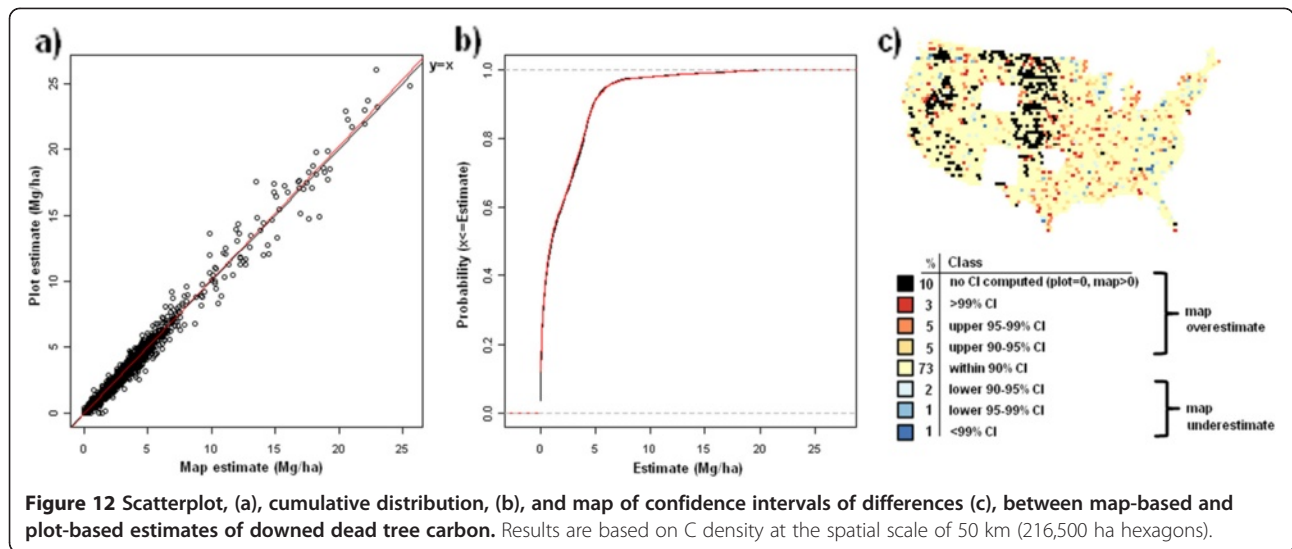 a)
y=x
25
20
15
10
5
0
Plot estimate (Mg/ha)
0 5 10 15 20 25
Map estimate (Mg/ha)
b)
1.0
0.8
0.6
0.4
0.2
0.0
Probability (x<=Estimate)
0 5 10 15 20 25
Estimate (Mg/ha)
c)
% Class
10 no CI computed (plot=0, map>0)
3 >99% CI
5 upper 95-99% CI
5 upper 90-95% CI
73 within 90% CI
2 lower 90-95% CI
1 lower 95-99% CI
1 <99% CI
map
overestimate
map
underestimate
Figure 12 Scatterplot, (a), cumulative distribution, (b), and map of confidence intervals of differences (c), between map-based and
plot-based estimates of downed dead tree carbon. Results are based on C density at the spatial scale of 50 km (216,500 ha hexagons).